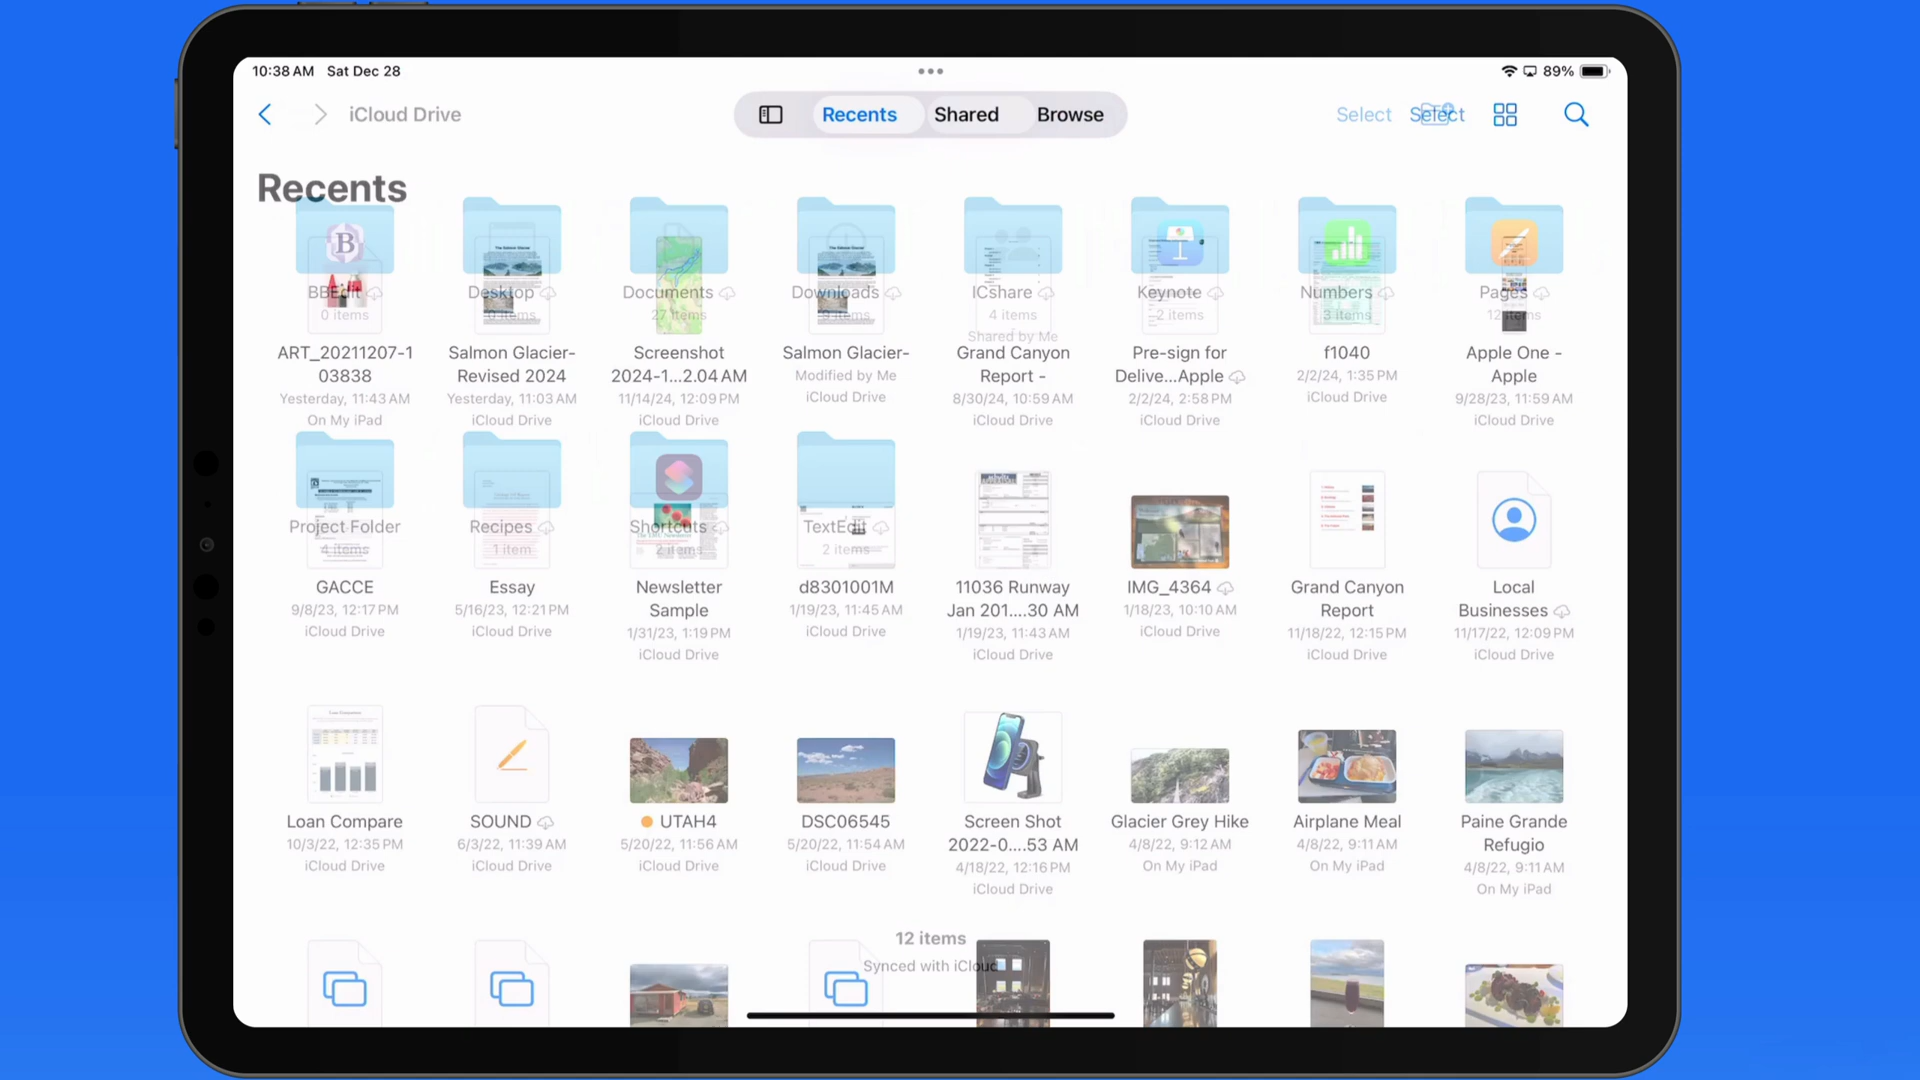 10:38 AM Sat Dec 28
89%
iCloud Drive
Recents Shared Browse
Select Select
Recents
BBEdit Desktop Documents Downloads ICshare Keynote Numbers Pages
0 items 0 items 27 items items 4 items 2 items 3 items 12 items
Shared by Me
ART_20211207-1 Salmon Glacier- Screenshot Salmon Glacier- Grand Canyon Pre-sign for f1040 Apple One -
03838 Revised 2024 2024-1...2.04 AM Modified by Me Report - Delive...Apple 2/2/24, 1:35 PM Apple
Yesterday, 11:43 AM Yesterday, 11:03 AM 11/14/24, 12:09 PM iCloud Drive 8/30/24, 10:59 AM 2/2/24, 2:58 PM iCloud Drive 9/28/23, 11:59 AM
On My iPad iCloud Drive iCloud Drive iCloud Drive iCloud Drive iCloud Drive
Project Folder Recipes Shortcuts TextEdit
4 items 1 item 2 items 2 items
GACCE Essay Newsletter d8301001M 11036 Runway IMG_4364 Grand Canyon Local
9/8/23, 12:17 PM 5/16/23, 12:21 PM Sample 1/19/23, 11:45 AM Jan 201....30 AM 1/18/23, 10:10 AM Report Businesses
iCloud Drive iCloud Drive 1/31/23, 1:19 PM iCloud Drive 1/19/23, 11:43 AM iCloud Drive 11/18/22, 12:15 PM 11/17/22, 12:09 PM
iCloud Drive iCloud Drive iCloud Drive iCloud Drive
Loan Compare SOUND UTAH4 DSC06545 Screen Shot Glacier Grey Hike Airplane Meal Paine Grande
10/3/22, 12:35 PM 6/3/22, 11:39 AM 5/20/22, 11:56 AM 5/20/22, 11:54 AM 2022-0....53 AM 4/8/22, 9:12 AM 4/8/22, 9:11 AM Refugio
iCloud Drive iCloud Drive iCloud Drive iCloud Drive 4/18/22, 12:16 PM On My iPad On My iPad 4/8/22, 9:11 AM
iCloud Drive On My iPad
12 items
Synced with iCloud